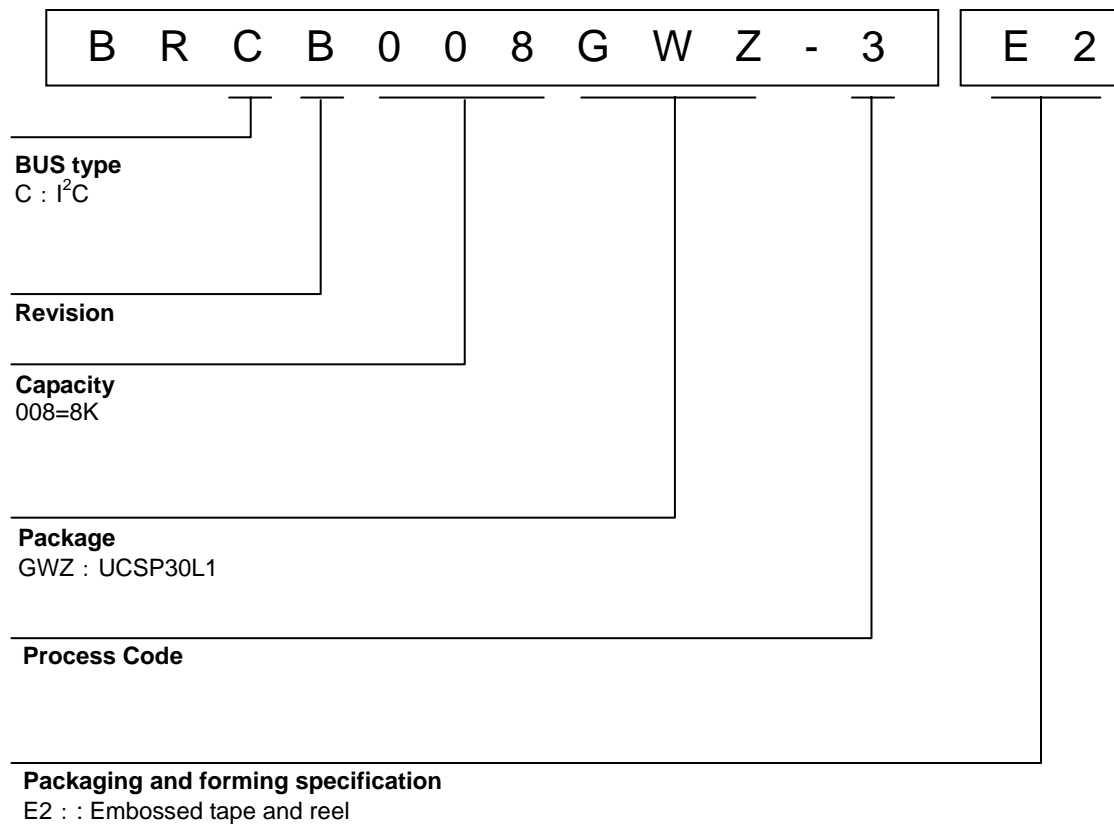 B R C B 0 0 8 G W Z - 3 E 2
BUS type
C : I²C
Revision
Capacity
008=8K
Package
GWZ : UCSP30L1
Process Code
Packaging and forming specification
E2 : : Embossed tape and reel